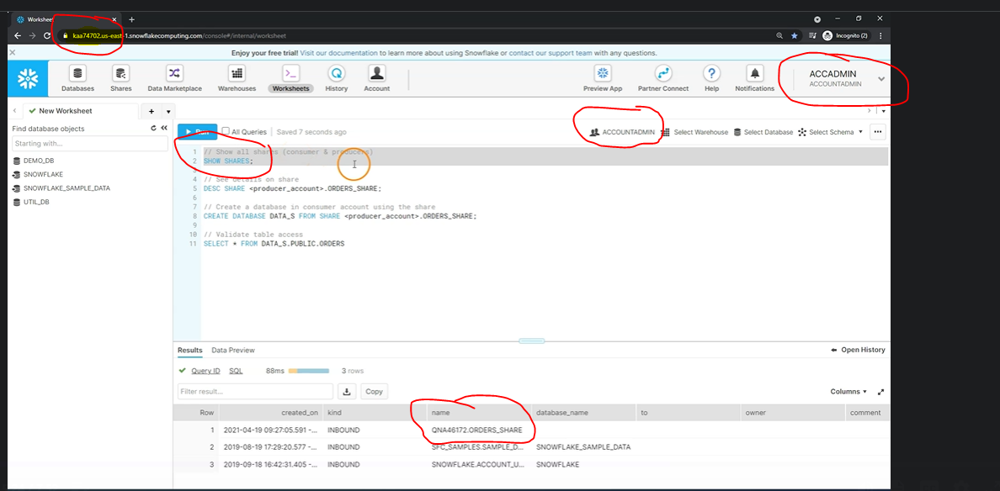 Workshee
kaa74702.us-east-1.snowflakecomputing.com/console#/internal/worksheet
Incognito (2)
Enjoy your free trial! Visit our documentation to learn more about using Snowflake or contact our support team with any questions.
Databases
Shares
Data Marketplace
Warehouses
Worksheets
History
Account
Preview App
Partner Connect
Help
Notifications
ACCADMIN
ACCOUNTADMIN
New Worksheet
Find database objects
Starting with...
DEMO_DB
SNOWFLAKE
SNOWFLAKE_SAMPLE_DATA
UTIL_DB
Run
All Queries
Saved 7 seconds ago
ACCOUNTADMIN
Select Warehouse
Select Database
Select Schema
1 // Show all shares (consumer & producers)
2 SHOW SHARES;
3
4 // See details on share
5 DESC SHARE <producer_account>.ORDERS_SHARE;
6
7 // Create a database in consumer account using the share
8 CREATE DATABASE DATA_S FROM SHARE <producer_account>.ORDERS_SHARE;
9
10 // Validate table access
11 SELECT * FROM DATA_S.PUBLIC.ORDERS
Results Data Preview
Open History
Query ID SQL 88ms 3 rows
Filter result...
Copy
Columns
Row created_on kind name database_name to owner comment
1 2021-04-19 09:27:05.591 -... INBOUND QNA46172.ORDERS_SHARE
2 2019-08-19 17:29:20.577 -... INBOUND SFC_SAMPLES.SAMPLE_D... SNOWFLAKE_SAMPLE_DATA
3 2019-09-18 16:42:31.405 -... INBOUND SNOWFLAKE.ACCOUNT_U... SNOWFLAKE